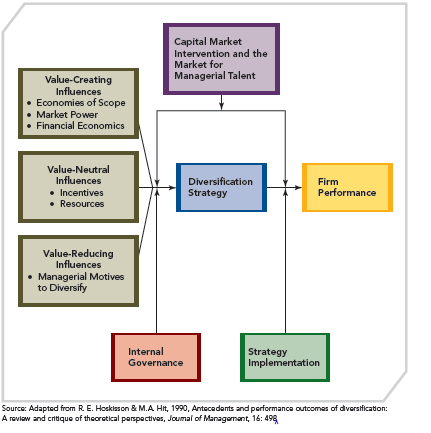 Capital Market
Intervention and the
Market for
Managerial Talent
Value-Creating
Influences
• Economies of Scope
• Market Power
• Financial Economics
Value-Neutral
Influences
• Incentives
• Resources
Diversification
Strategy
Firm
Performance
Value-Reducing
Influences
• Managerial Motives
to Diversify
Internal
Governance
Strategy
Implementation
Source: Adapted from R. E. Hoskisson & M.A. Hit, 1990, Antecedents and performance outcomes of diversification:
A review and critique of theoretical perspectives, Journal of Management, 16: 498